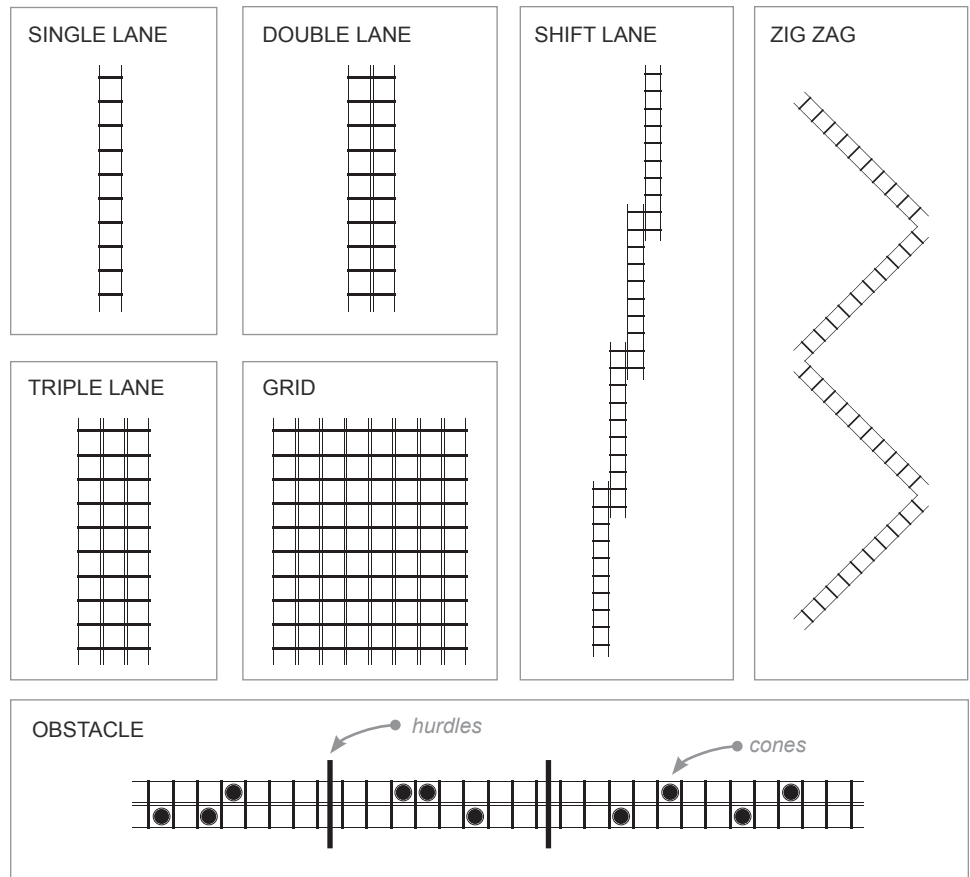 SINGLE LANE
DOUBLE LANE
SHIFT LANE
ZIG ZAG
TRIPLE LANE
GRID
OBSTACLE
hurdles
cones